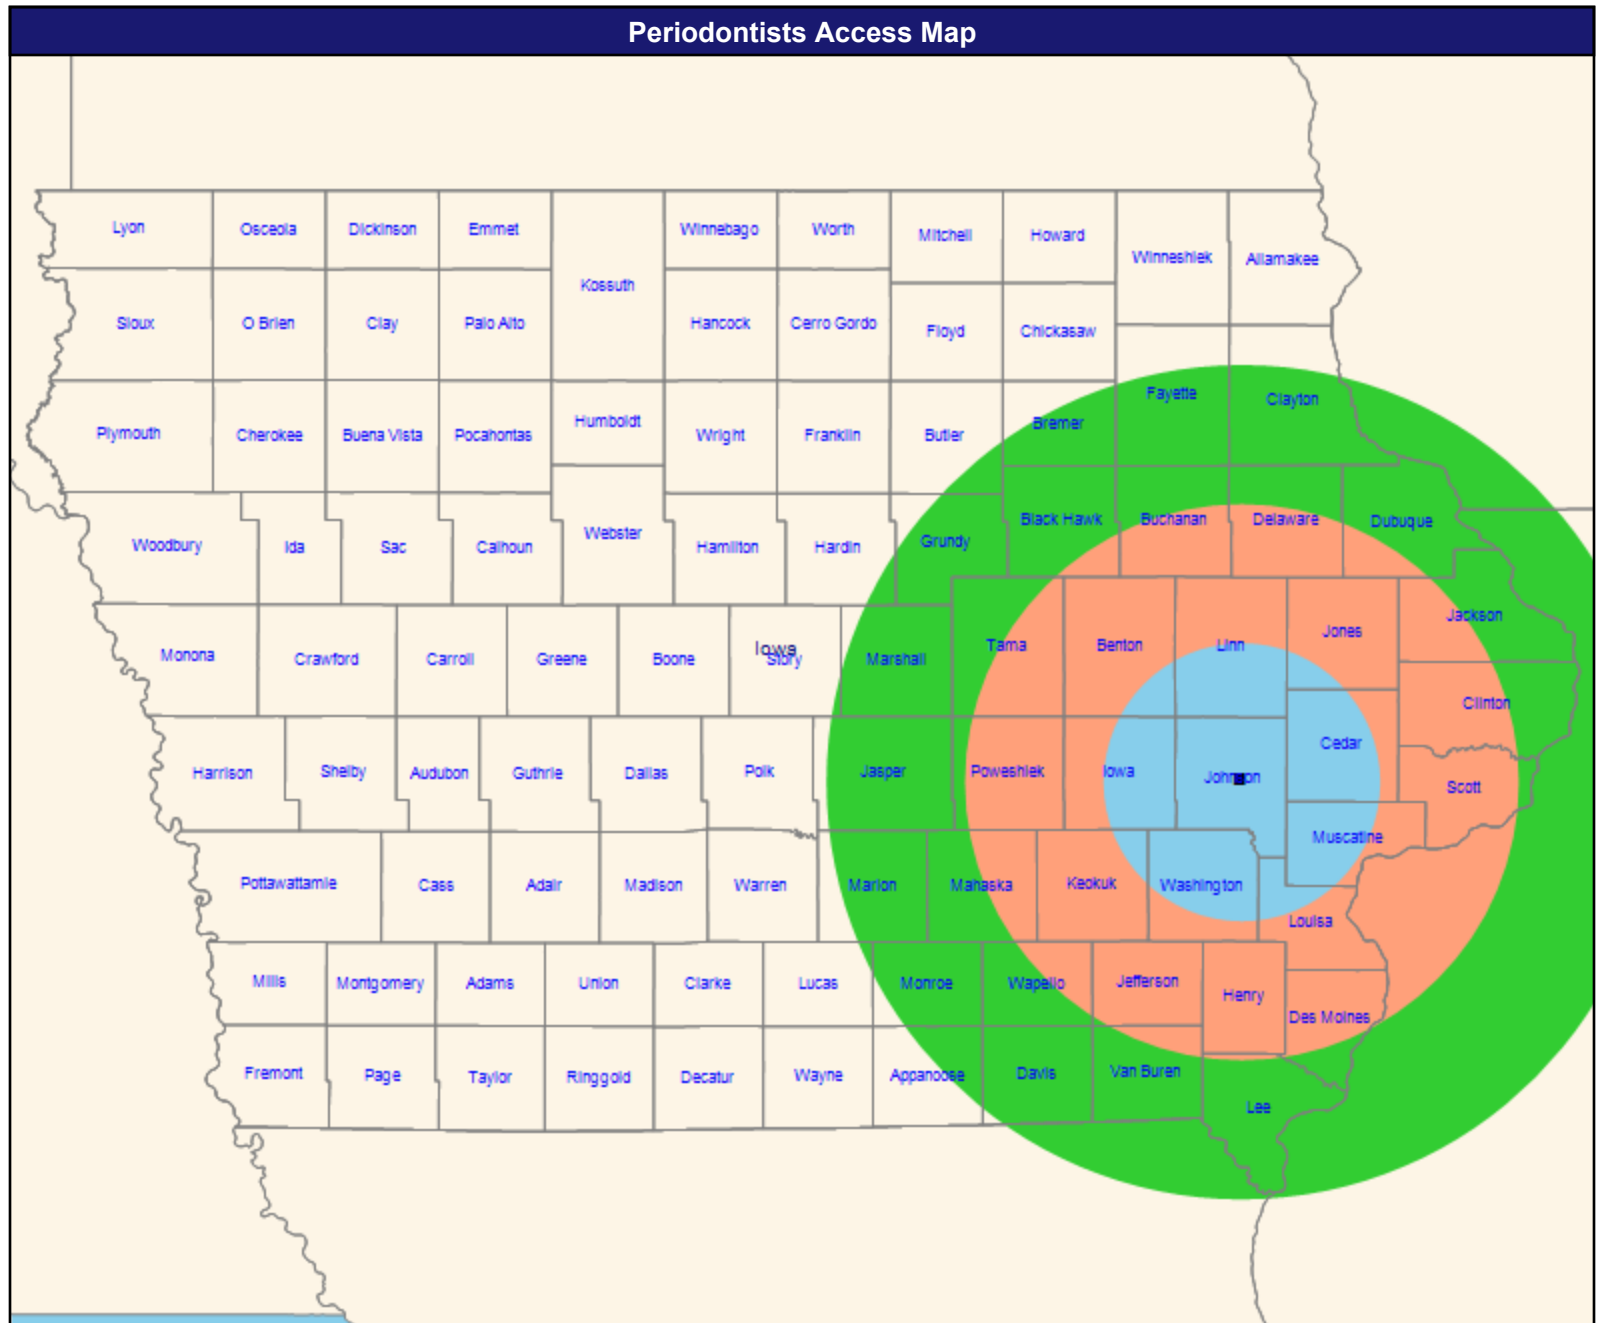 Periodontists Access Map
Lyon
Osceola
Dickinson
Emmet
Winnebago
Worth
Mitchell
Howard
Winneshiek
Allamakee
Kossuth
Sioux
O Brien
Clay
Palo Alto
Hancock
Cerro Gordo
Floyd
Chickasaw
Fayette
Clayton
Plymouth
Cherokee
Buena Vista
Pocahontas
Humboldt
Wright
Franklin
Butler
Bremer
Woodbury
Ida
Sac
Calhoun
Webster
Hamilton
Hardin
Grundy
Black Hawk
Buchanan
Delaware
Dubuque
Monona
Crawford
Carroll
Greene
Boone
Iowa
Story
Marshall
Tama
Benton
Linn
Jones
Jackson
Clinton
Harrison
Shelby
Audubon
Guthrie
Dallas
Polk
Jasper
Poweshiek
Iowa
Johnson
Cedar
Scott
Muscatine
Pottawattamie
Cass
Adair
Madison
Warren
Marion
Mahaska
Keokuk
Washington
Louisa
Mills
Montgomery
Adams
Union
Clarke
Lucas
Monroe
Wapello
Jefferson
Henry
Des Moines
Fremont
Page
Taylor
Ringgold
Decatur
Wayne
Appanoose
Davis
Van Buren
Lee